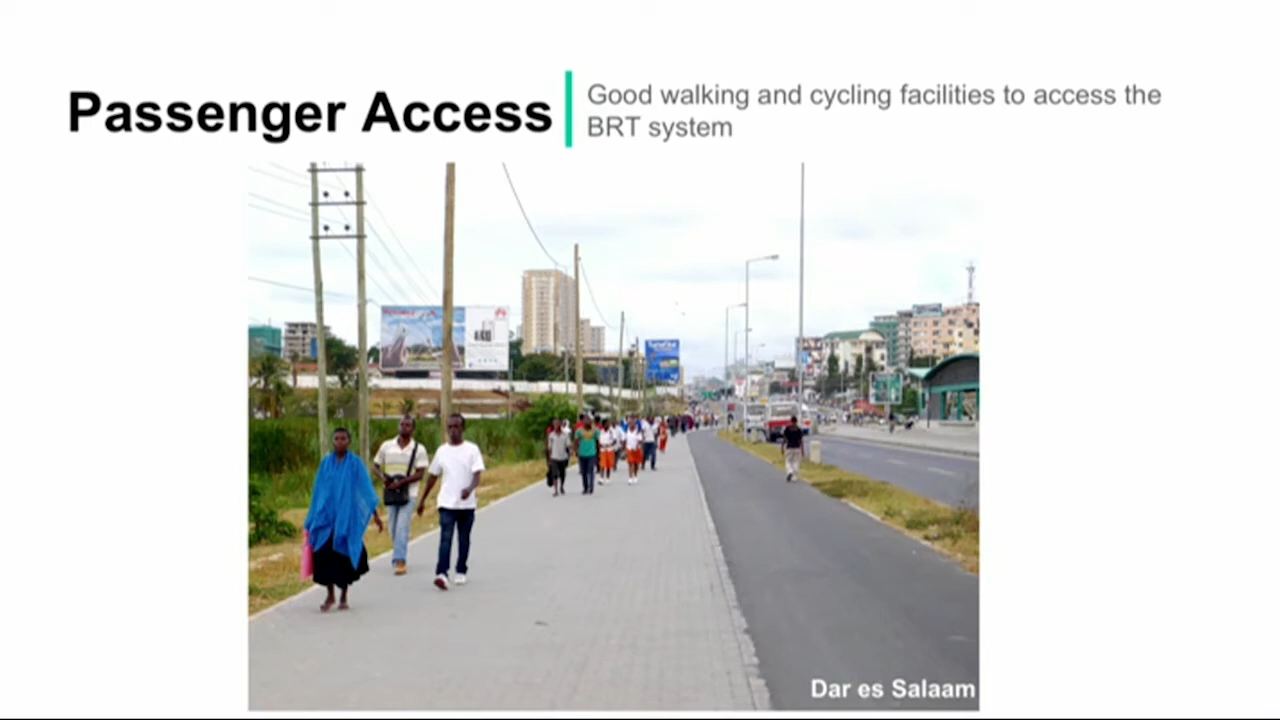 Passenger Access
Good walking and cycling facilities to access the
BRT system
Dar es Salaam